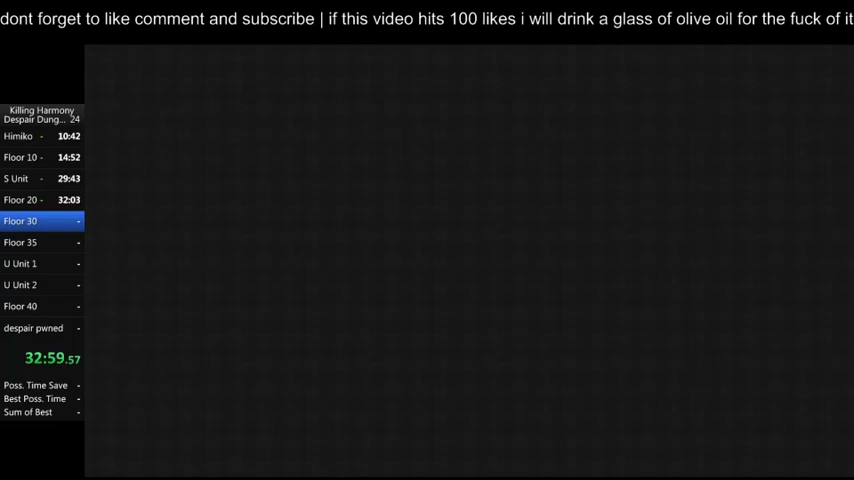 dont forget to like comment and subscribe | if this video hits 100 likes i will drink a glass of olive oil for the fuck of it
Killing Harmony
Despair Dung... 24
Himiko - 10:42
Floor 10 - 14:52
S Unit - 29:43
Floor 20 - 32:03
Floor 30 -
Floor 35 -
U Unit 1 -
U Unit 2 -
Floor 40 -
despair pwned -
32:59.57
Poss. Time Save -
Best Poss. Time -
Sum of Best -